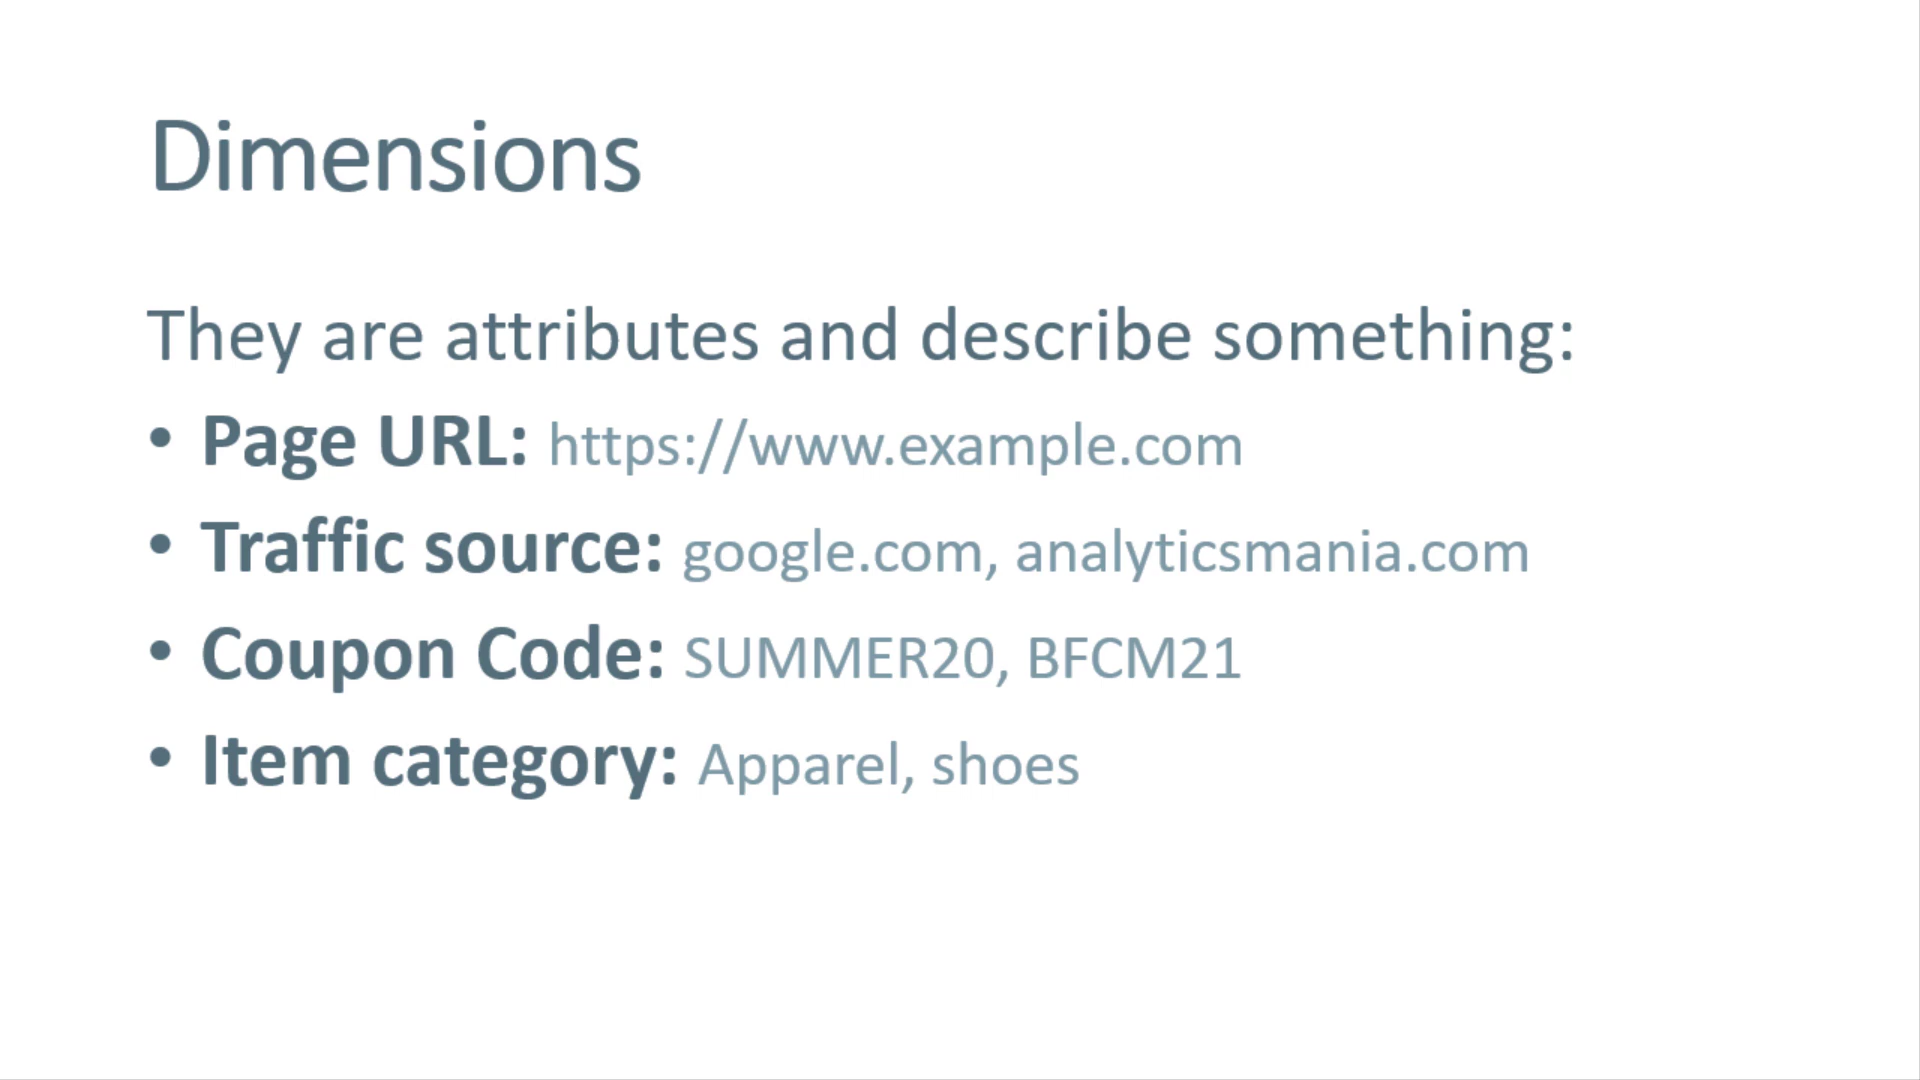 Dimensions
They are attributes and describe something:
• Page URL: https://www.example.com
• Traffic source: google.com, analyticsmania.com
• Coupon Code: SUMMER20, BFCM21
• Item category: Apparel, shoes